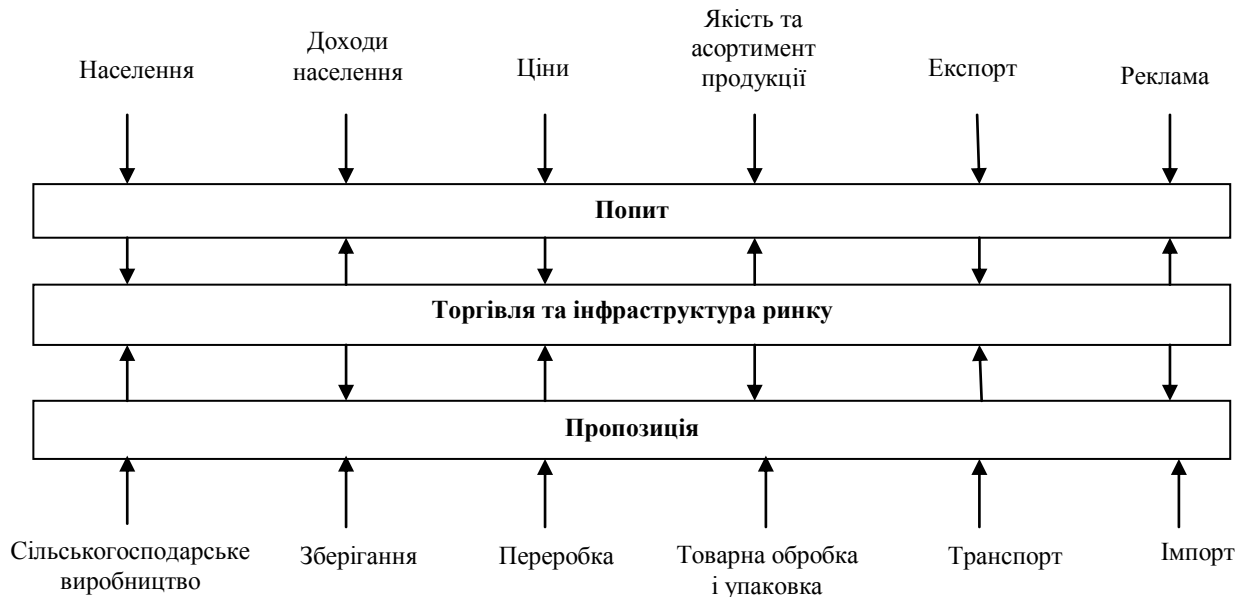 Населення
Доходи
населення
Ціни
Якість та
асортимент
продукції
Експорт
Реклама
Попит
Торгівля та інфраструктура ринку
Пропозиція
Сільськогосподарське
виробництво
Зберігання
Переробка
Товарна обробка
і упаковка
Транспорт
Імпорт